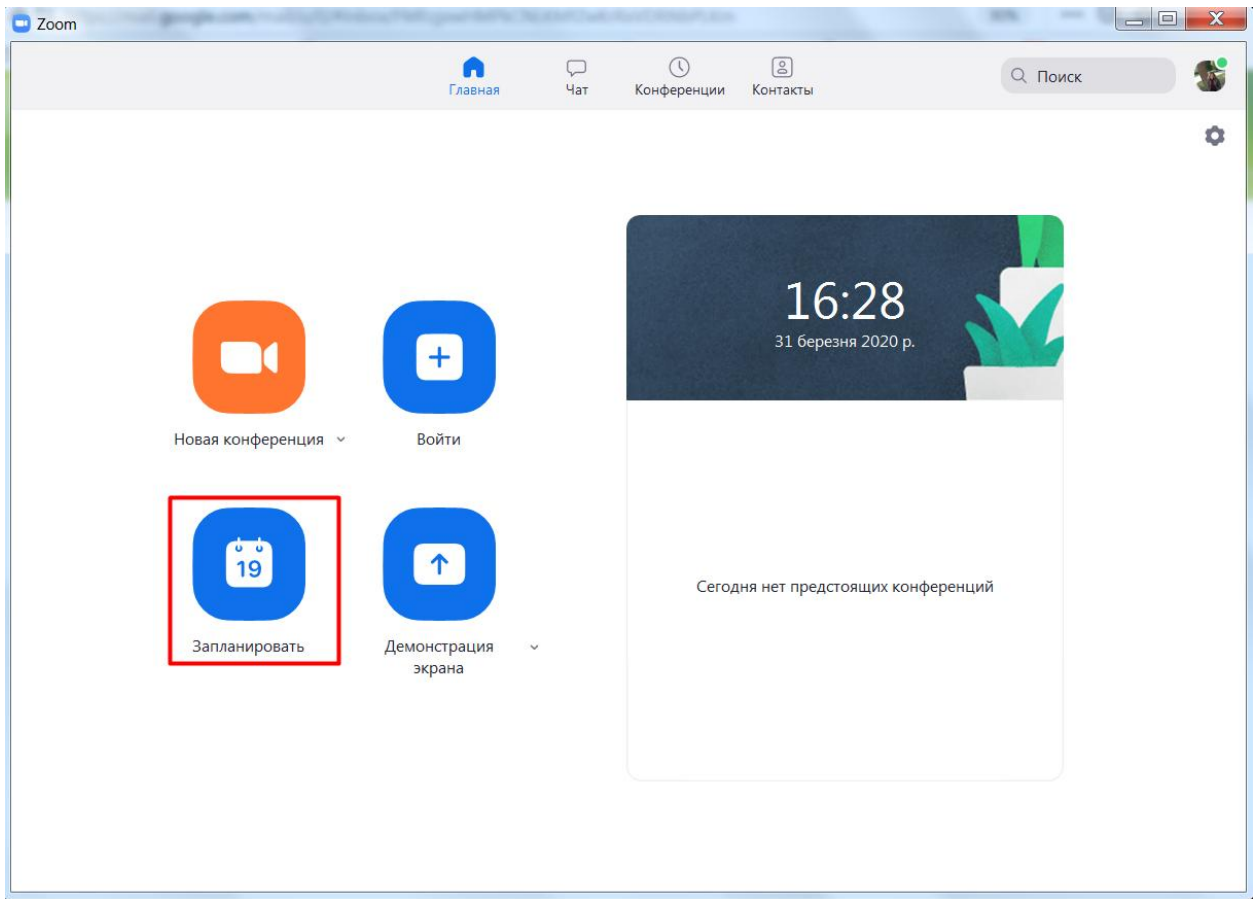 Zoom
Главная
Чат
Конференции
Контакты
Поиск
16:28
31 березня 2020 р.
Новая конференция
Войти
19
Запланировать
Демонстрация
экрана
Сегодня нет предстоящих конференций